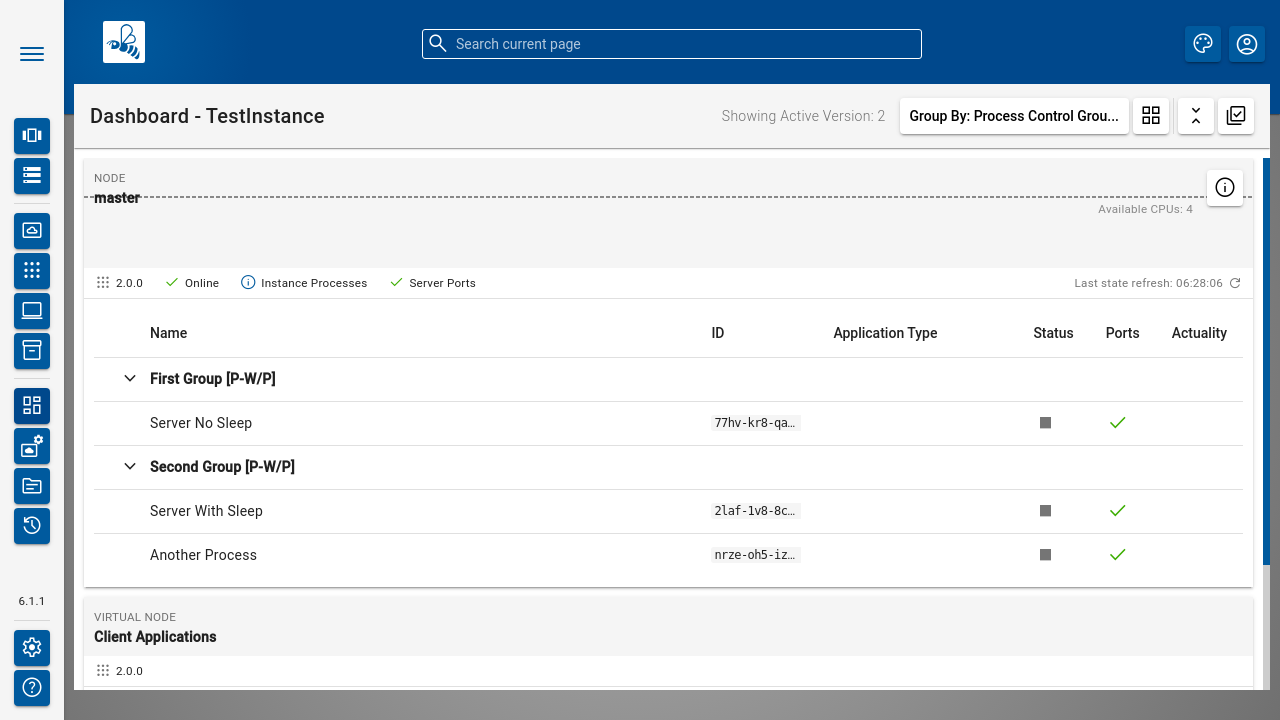 Search current page
Dashboard - TestInstance
Showing Active Version: 2
Group By: Process Control Grou...
NODE
master
Available CPUs: 4
2.0.0
Online
Instance Processes
Server Ports
Last state refresh: 06:28:06
Name
ID
Application Type
Status
Ports
Actuality
First Group [P-W/P]
Server No Sleep
77hv-kr8-qa…
Second Group [P-W/P]
Server With Sleep
2laf-1v8-8c…
Another Process
nrze-oh5-iz…
VIRTUAL NODE
Client Applications
2.0.0
6.1.1